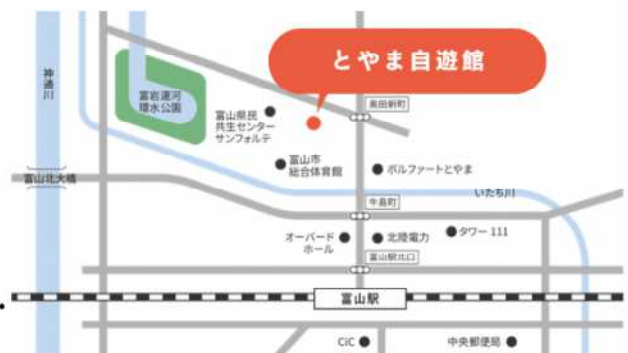 とやま自遊館
神通川
富岩運河
環水公園
富山県民
共生センター
サンフォルテ
奥田新町
富山市
総合体育館
ボルファートとやま
富山北大橋
いたち川
牛島町
オーバード
ホール
北陸電力
タワー 111
富山駅北口
富山駅
CiC
中央郵便局